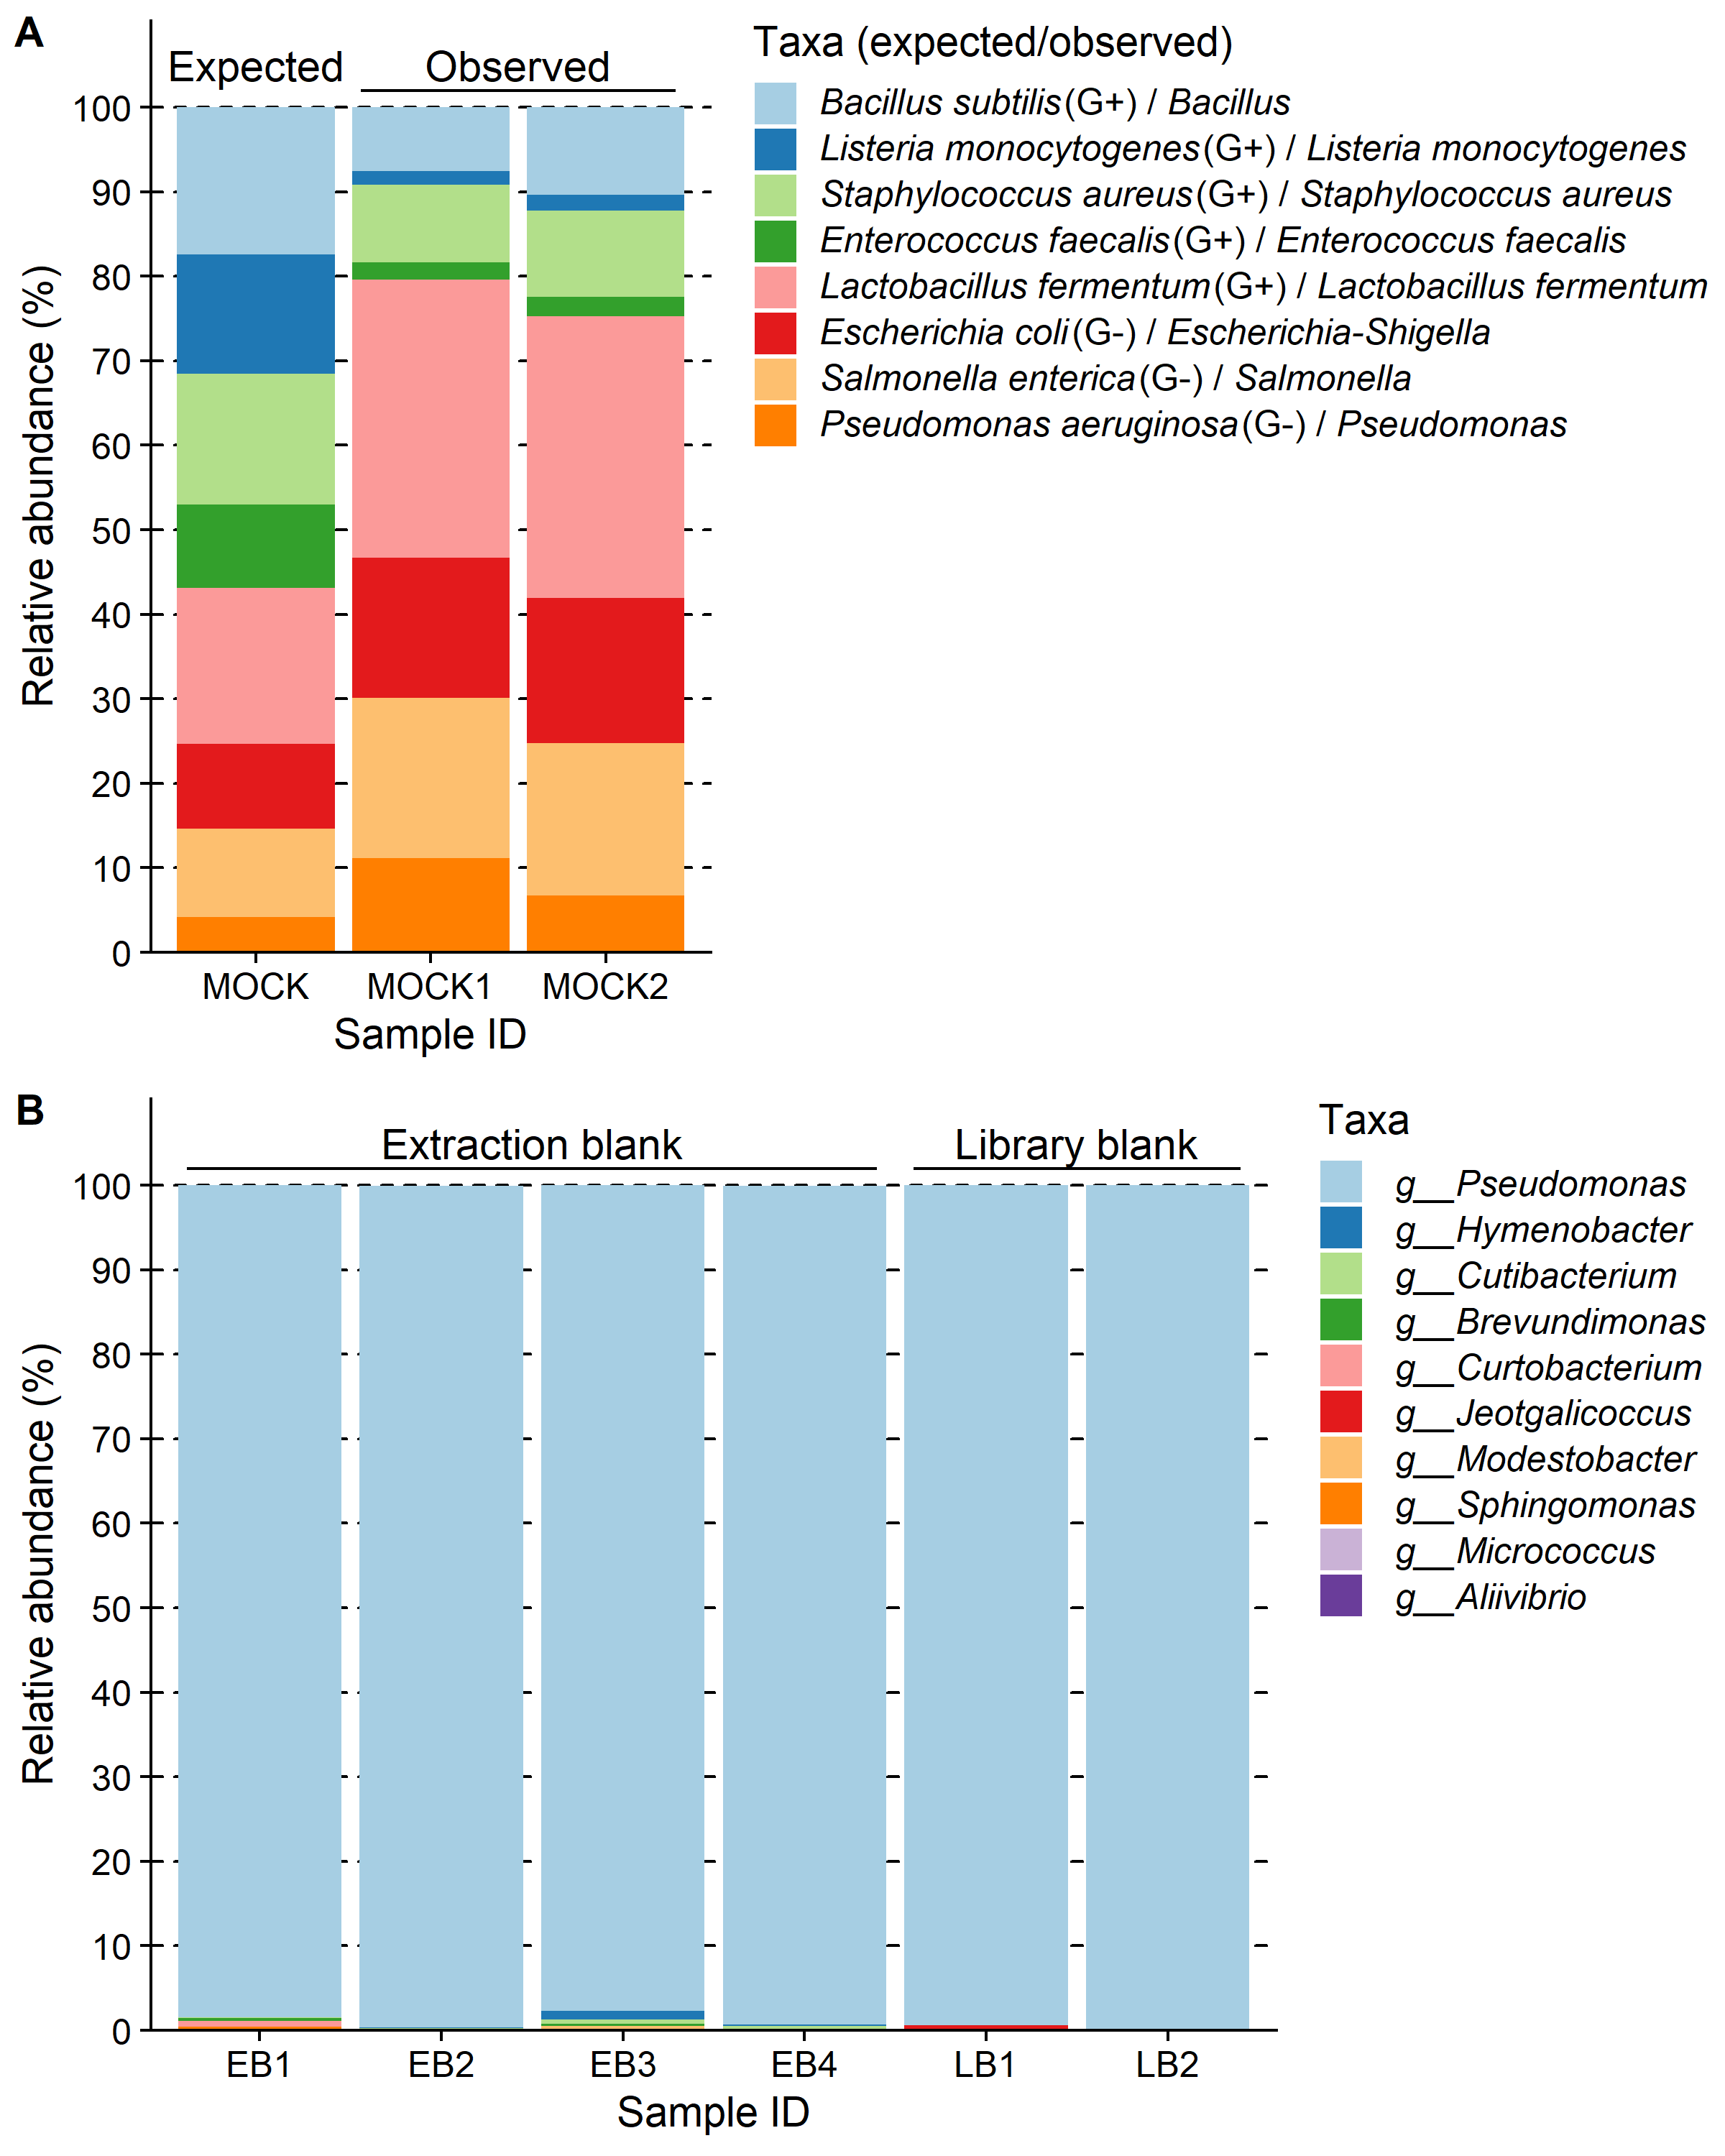 A
Expected
Observed
Taxa (expected/observed)
Bacillus subtilis(G+) / Bacillus
Listeria monocytogenes(G+) / Listeria monocytogenes
Staphylococcus aureus(G+) / Staphylococcus aureus
Enterococcus faecalis(G+) / Enterococcus faecalis
Lactobacillus fermentum(G+) / Lactobacillus fermentum
Escherichia coli(G-) / Escherichia-Shigella
Salmonella enterica(G-) / Salmonella
Pseudomonas aeruginosa(G-) / Pseudomonas
Relative abundance (%)
100
90
80
70
60
50
40
30
20
10
0
MOCK
MOCK1
MOCK2
Sample ID
B
Extraction blank
Library blank
Taxa
g__Pseudomonas
g__Hymenobacter
g__Cutibacterium
g__Brevundimonas
g__Curtobacterium
g__Jeotgalicoccus
g__Modestobacter
g__Sphingomonas
g__Micrococcus
g__Aliivibrio
Relative abundance (%)
100
90
80
70
60
50
40
30
20
10
0
EB1
EB2
EB3
EB4
LB1
LB2
Sample ID